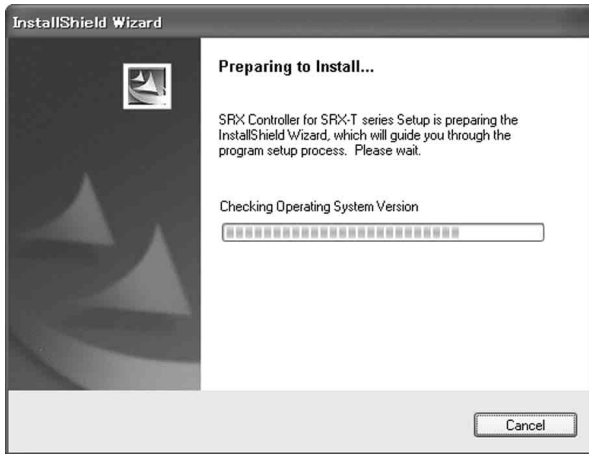 InstallShield Wizard
Preparing to Install...
SRX Controller for SRX-T series Setup is preparing the
InstallShield Wizard, which will guide you through the
program setup process. Please wait.
Checking Operating System Version
Cancel